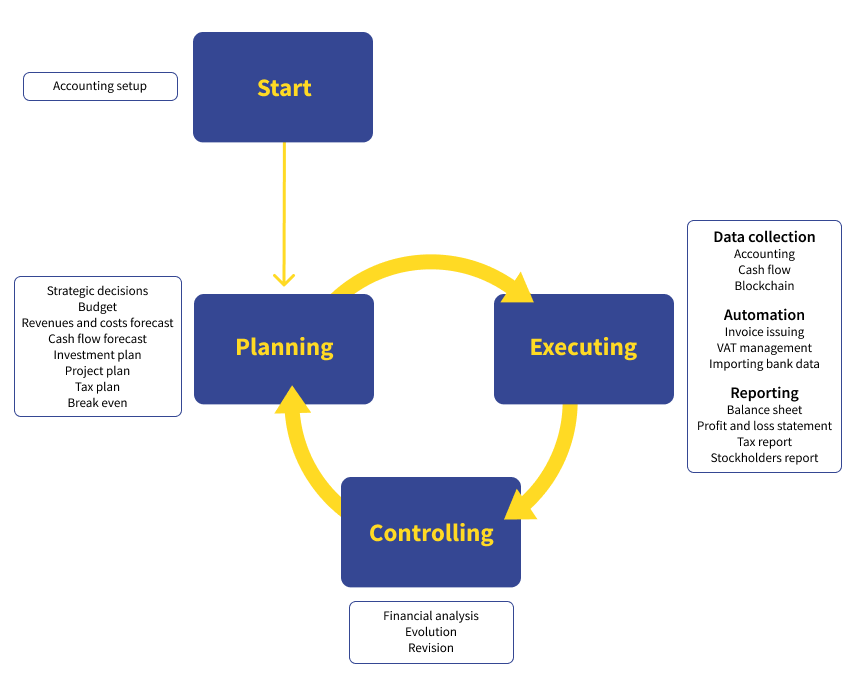 Accounting setup
Start
Strategic decisions
Budget
Revenues and costs forecast
Cash flow forecast
Investment plan
Project plan
Tax plan
Break even
Planning
Executing
Data collection
Accounting
Cash flow
Blockchain
Automation
Invoice issuing
VAT management
Importing bank data
Reporting
Balance sheet
Profit and loss statement
Tax report
Stockholders report
Controlling
Financial analysis
Evolution
Revision